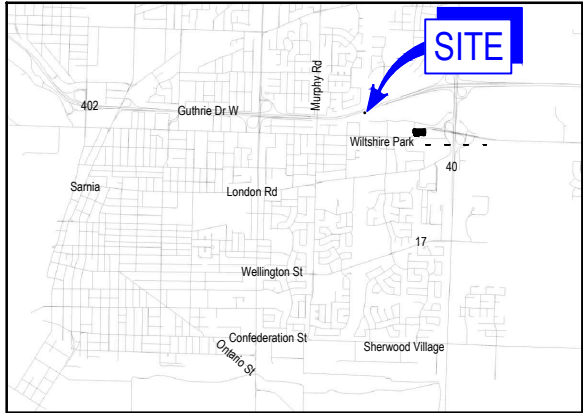 SITE
Murphy Rd
402
Guthrie Dr W
Wiltshire Park
40
Sarnia
London Rd
17
Wellington St
Confederation St
Ontario St
Sherwood Village